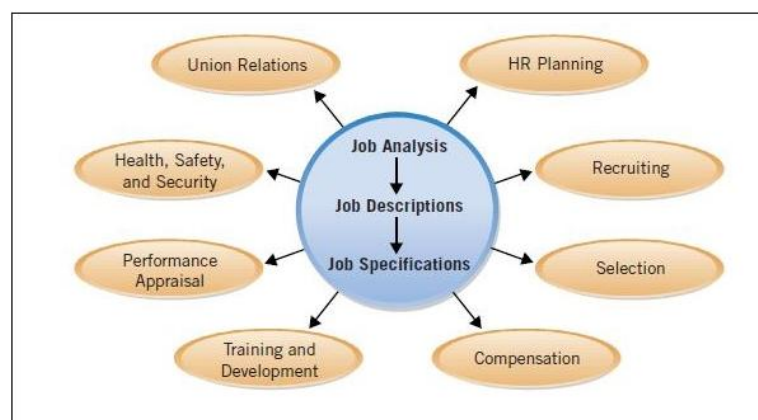 Union Relations
HR Planning
Job Analysis
Health, Safety,
and Security
Recruiting
Job Descriptions
Performance
Appraisal
Job Specifications
Selection
Training and
Development
Compensation